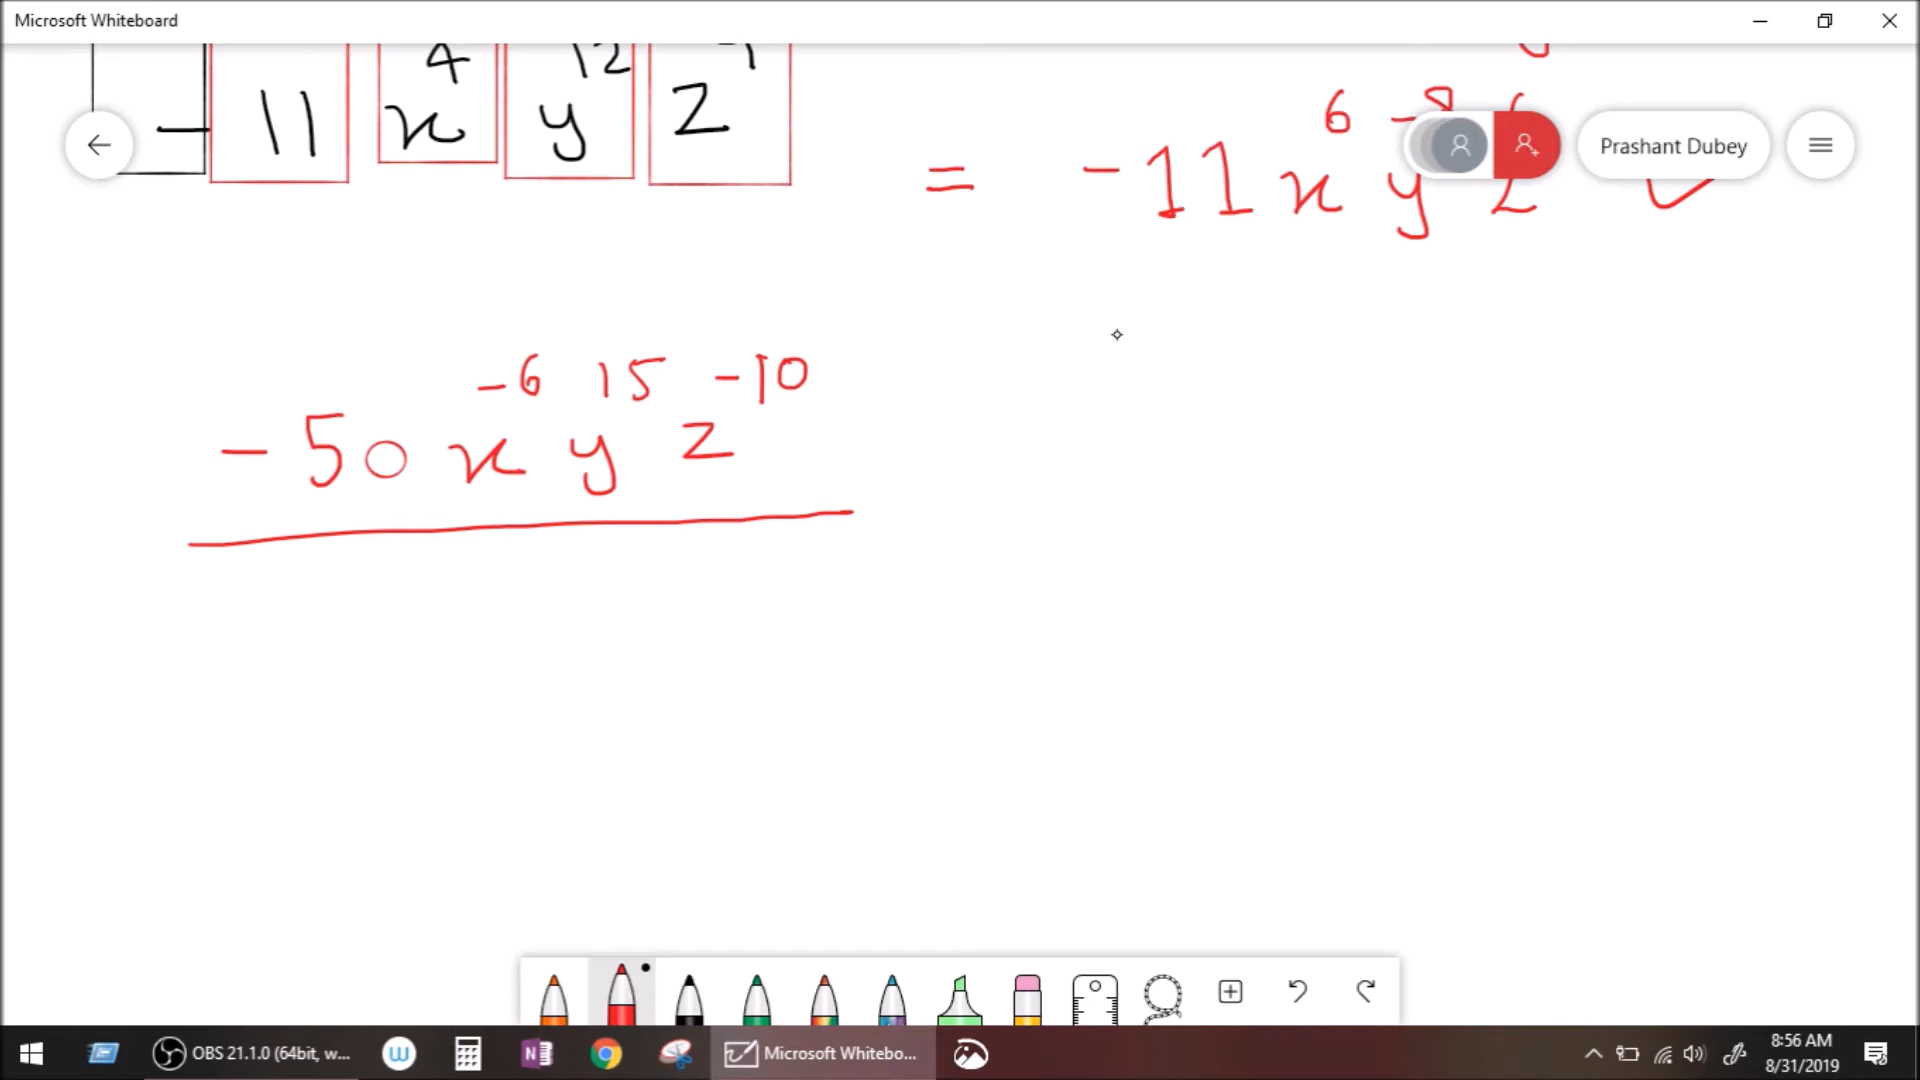 Microsoft Whiteboard
4 12
- 11 x y z
6 -8
= -11 x y z
Prashant Dubey
-6 15 -10
-50 x y z
OBS 21.1.0 (64bit, w...
Microsoft Whitebo...
8:56 AM
8/31/2019